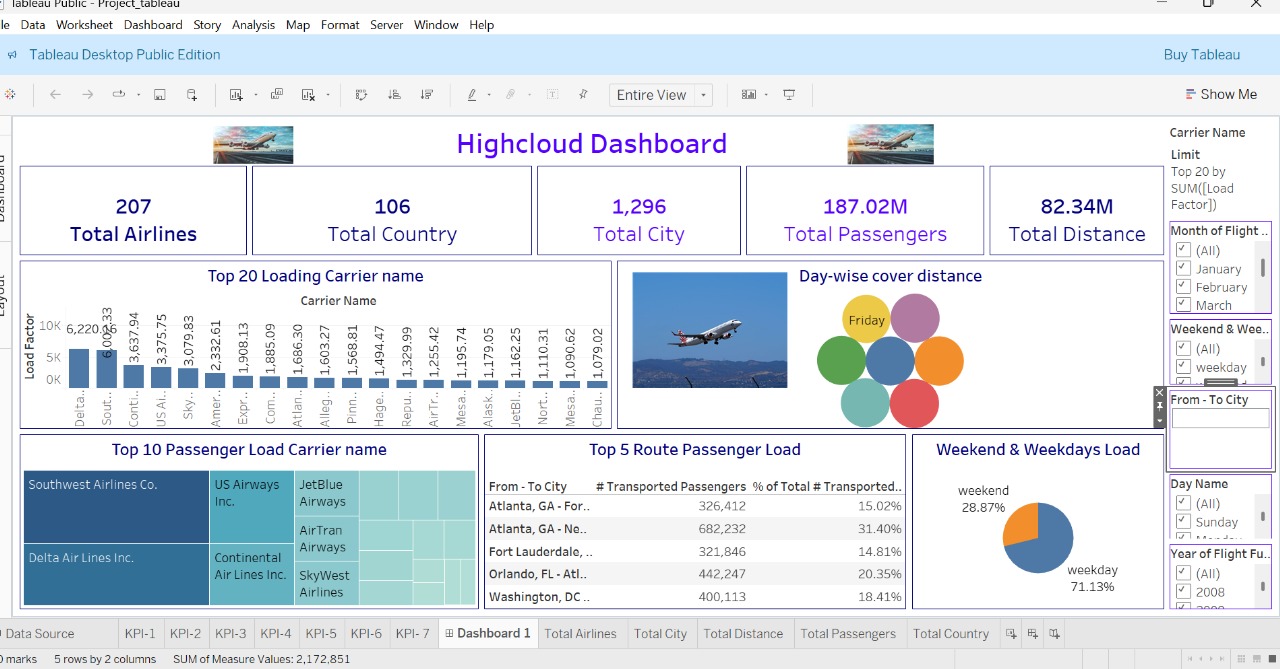 Tableau Public - Project_tableau
le Data Worksheet Dashboard Story Analysis Map Format Server Window Help
Tableau Desktop Public Edition
Buy Tableau
Entire View
Show Me
Dashboard
Layout
Highcloud Dashboard
207
Total Airlines
106
Total Country
1,296
Total City
187.02M
Total Passengers
82.34M
Total Distance
Carrier Name
Limit
Top 20 by
SUM([Load
Factor])
Month of Flight ..
(All)
January
February
March
Weekend & Wee..
(All)
weekday
From - To City
Day Name
(All)
Sunday
Monday
Year of Flight Fu..
(All)
2008
2009
Top 20 Loading Carrier name
Carrier Name
Load Factor
10K
5K
0K
6,220.06
6,002.33
3,637.94
3,375.75
3,079.83
2,332.61
1,908.13
1,885.09
1,686.30
1,603.27
1,568.81
1,494.47
1,329.99
1,255.42
1,195.74
1,179.05
1,162.25
1,110.31
1,090.62
1,079.02
Delta..
Sout..
Conti..
US Ai..
Sky..
Amer..
Expr..
Com..
Atlan..
Alleg..
Pinn..
Hage..
Repu..
AirTr..
Mes..
Alask..
JetBl..
Nort..
Mesa..
Chau..
Day-wise cover distance
Friday
Top 10 Passenger Load Carrier name
Southwest Airlines Co.
Delta Air Lines Inc.
US Airways
Inc.
Continental
Air Lines Inc.
JetBlue
Airways
AirTran
Airways
SkyWest
Airlines
Top 5 Route Passenger Load
From - To City # Transported Passengers % of Total # Transported..
Atlanta, GA - For.. 326,412 15.02%
Atlanta, GA - Ne.. 682,232 31.40%
Fort Lauderdale, .. 321,846 14.81%
Orlando, FL - Atl.. 442,247 20.35%
Washington, DC .. 400,113 18.41%
Weekend & Weekdays Load
weekend
28.87%
weekday
71.13%
Data Source KPI-1 KPI-2 KPI-3 KPI-4 KPI-5 KPI-6 KPI- 7 Dashboard 1 Total Airlines Total City Total Distance Total Passengers Total Country
0 marks 5 rows by 2 columns SUM of Measure Values: 2,172,851